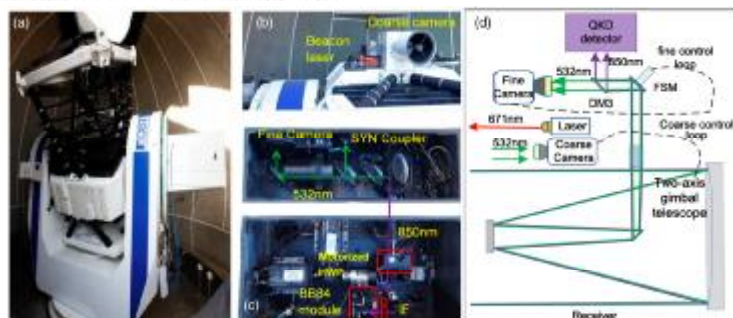 (a)
(b)
Coarse camera
Beacon
laser
Fine Camera
SYN Coupler
532nm
850nm
Motorized
HWP
BB84
module
IF
(c)
(d)
QKD
detector
fine control
loop
850nm
532nm
Fine
Camera
FSM
DM3
671nm
Laser
Coarse control
loop
532nm
Coarse
Camera
Two-axis
gimbal
telescope
Receiver